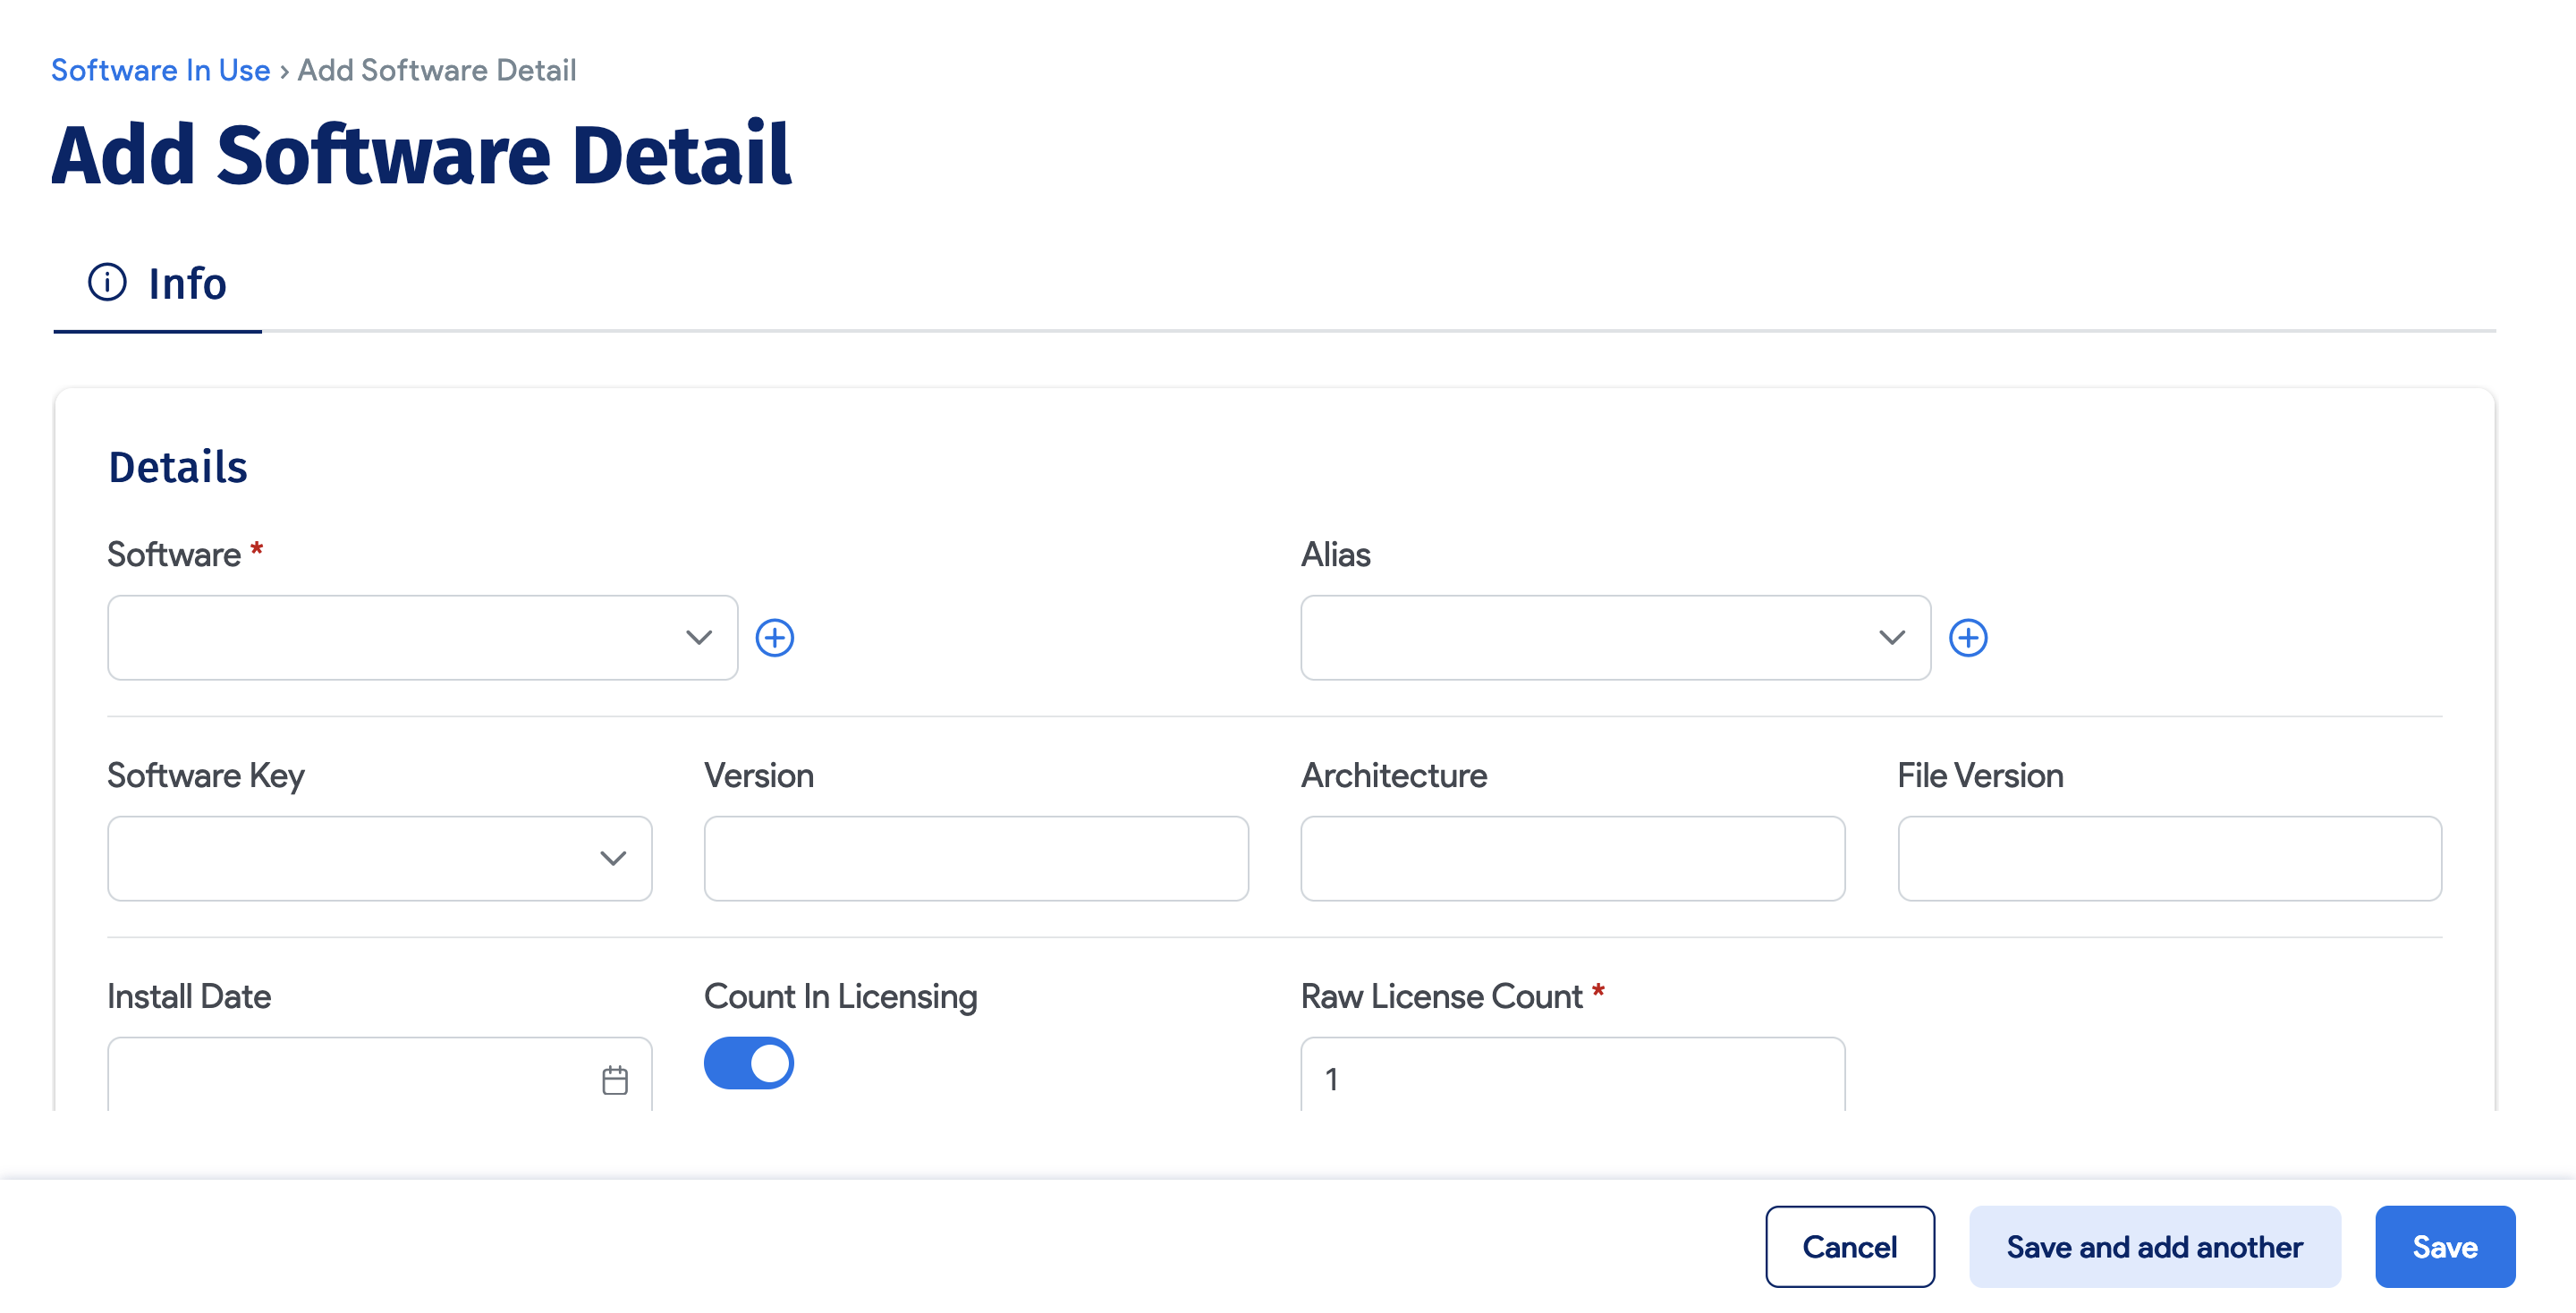 Software In Use › Add Software Detail
Add Software Detail
Info
Details
Software *
Alias
Software Key
Version
Architecture
File Version
Install Date
Count In Licensing
Raw License Count *
1
Cancel
Save and add another
Save